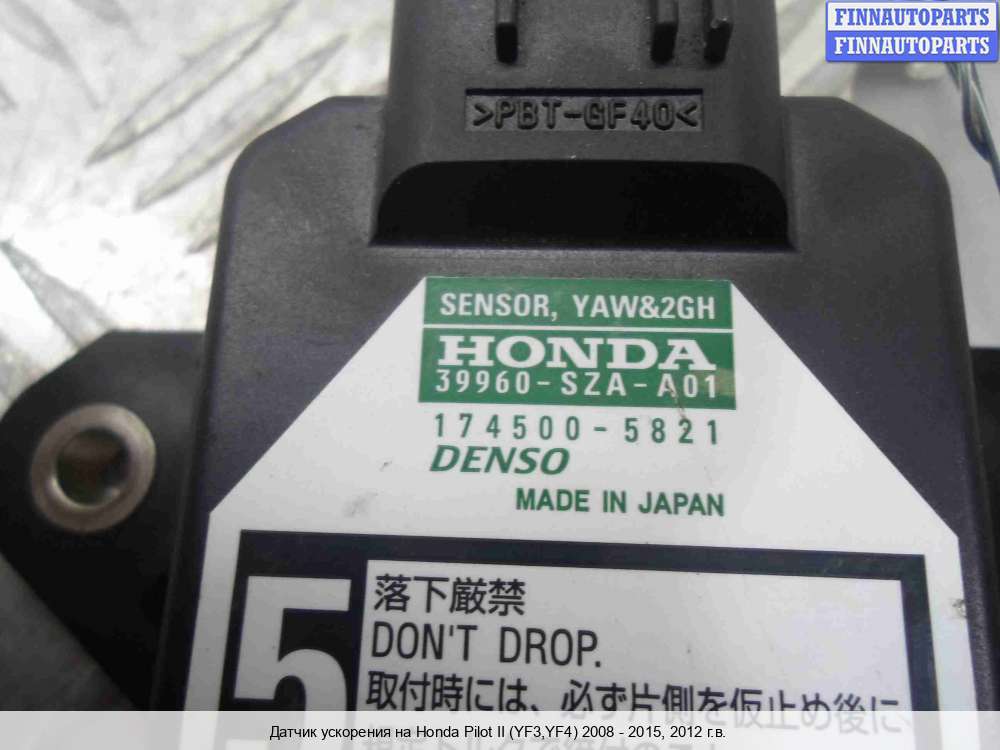 FINNAUTOPARTS
FINNAUTOPARTS
>PBT-GF40<
SENSOR, YAW&2GH
HONDA
39960-SZA-A01
174500-5821
DENSO
MADE IN JAPAN
5
落下厳禁
DON'T DROP.
取付時には、必ず片側を仮止め後に、
Датчик ускорения на Honda Pilot II (YF3,YF4) 2008 - 2015, 2012 г.в.